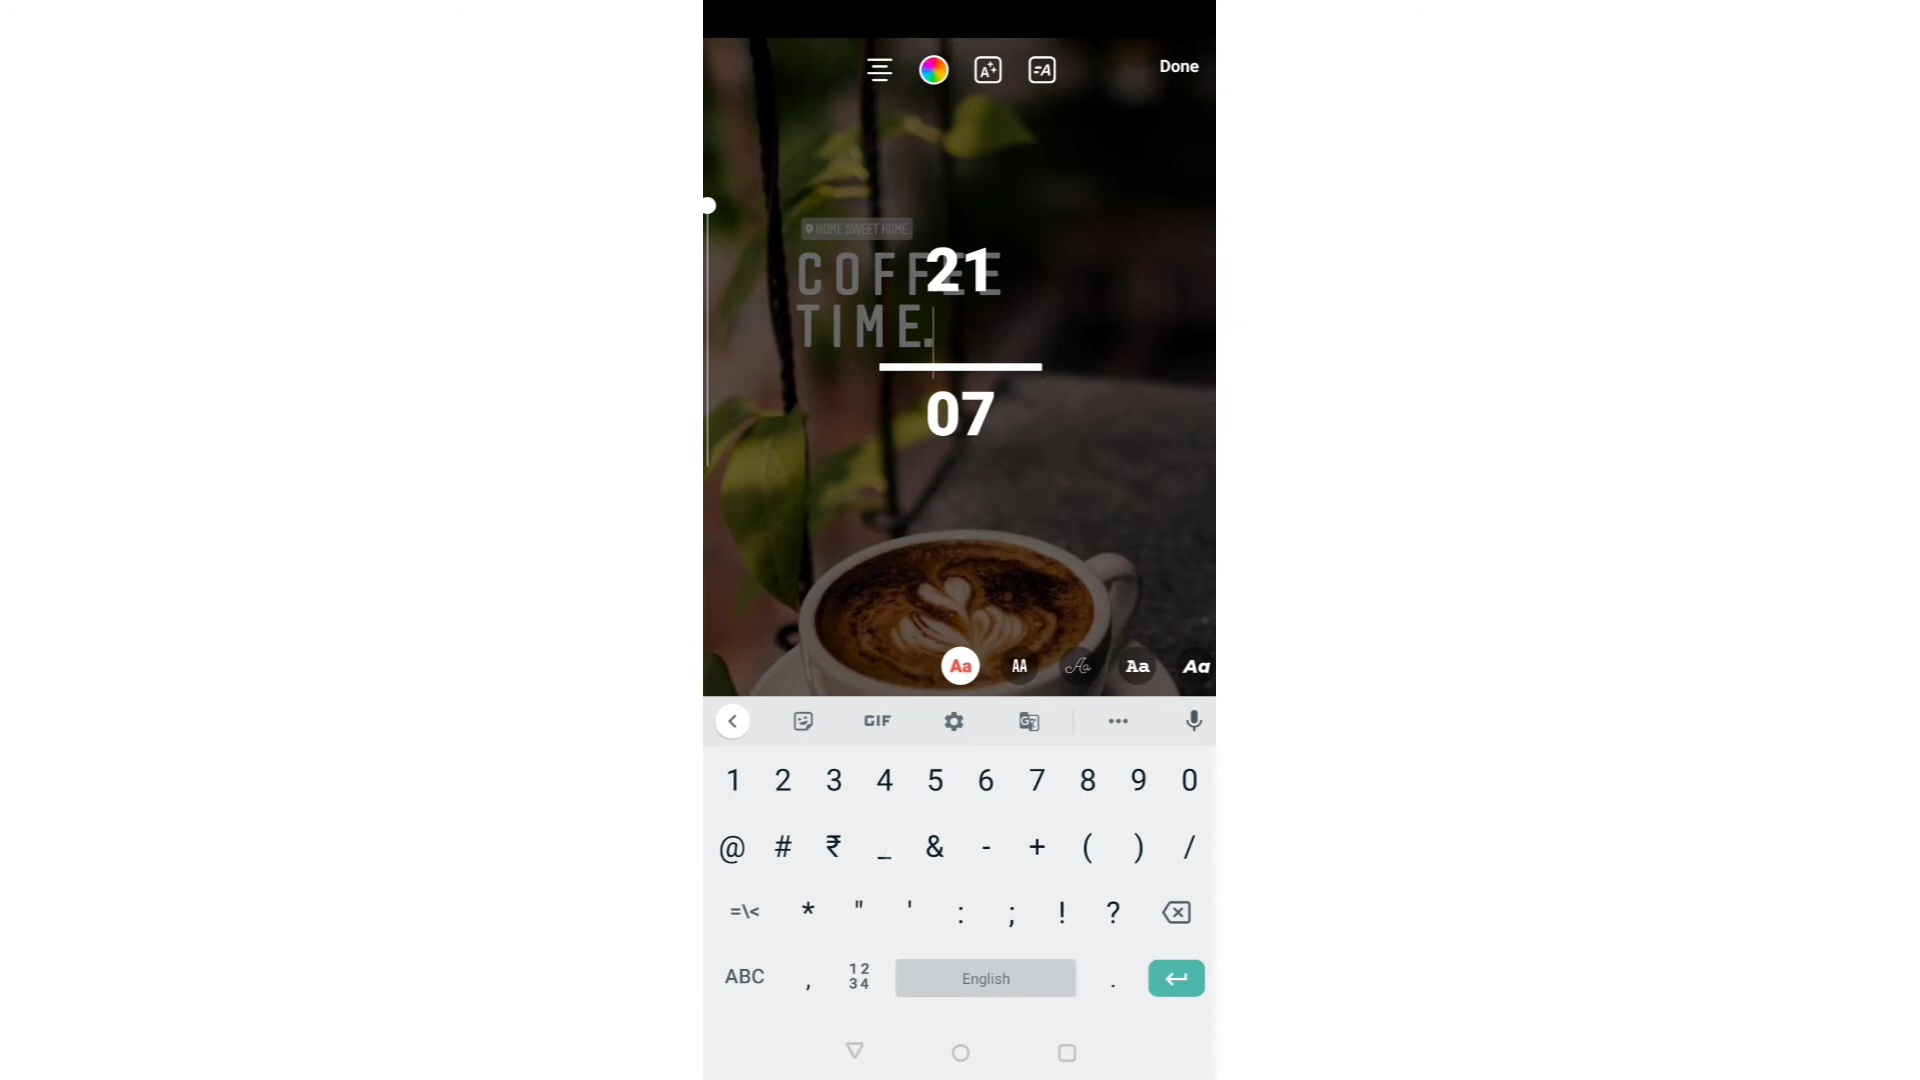 Done
HOME SWEET HOME
COFFEE
TIME.
21
07
Aa AA Aa Aa Aa
GIF
1 2 3 4 5 6 7 8 9 0
@ # ₹ _ & - + ( ) /
=\< * " ' : ; ! ?
ABC , 12 34 English .